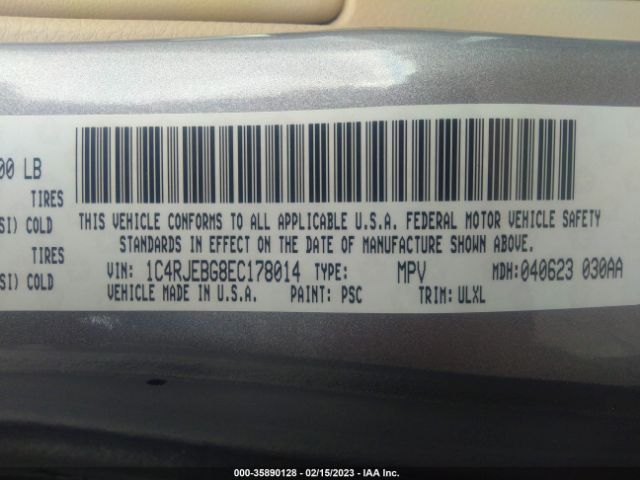 00 LB
TIRES
SI) COLD
TIRES
SI) COLD
THIS VEHICLE CONFORMS TO ALL APPLICABLE U.S.A. FEDERAL MOTOR VEHICLE SAFETY
STANDARDS IN EFFECT ON THE DATE OF MANUFACTURE SHOWN ABOVE.
VIN: 1C4RJEBG8EC178014 TYPE: MPV MDH: 040623 030AA
VEHICLE MADE IN U.S.A. PAINT: PSC TRIM: ULXL
000-35890128 - 02/15/2023 - IAA Inc.